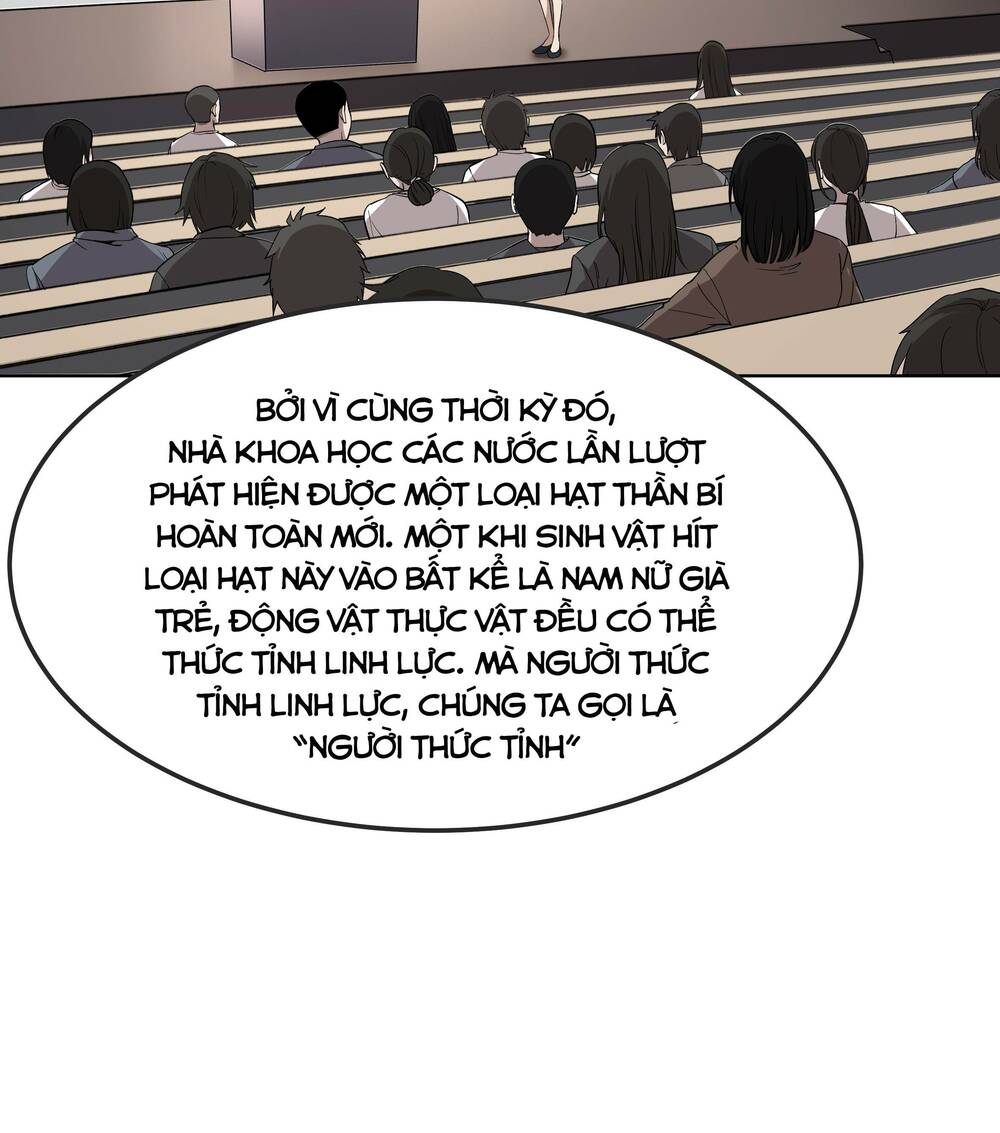 BỞI VÌ CÙNG THỜI KỲ ĐÓ,
NHÀ KHOA HỌC CÁC NƯỚC LẦN LƯỢT
PHÁT HIỆN ĐƯỢC MỘT LOẠI HẠT THẦN BÍ
HOÀN TOÀN MỚI. MỘT KHI SINH VẬT HÍT
LOẠI HẠT NÀY VÀO BẤT KỂ LÀ NAM NỮ GIÀ
TRẺ, ĐỘNG VẬT THỰC VẬT ĐỀU CÓ THỂ
THỨC TỈNH LINH LỰC. MÀ NGƯỜI THỨC
TỈNH LINH LỰC, CHÚNG TA GỌI LÀ
“NGƯỜI THỨC TỈNH”